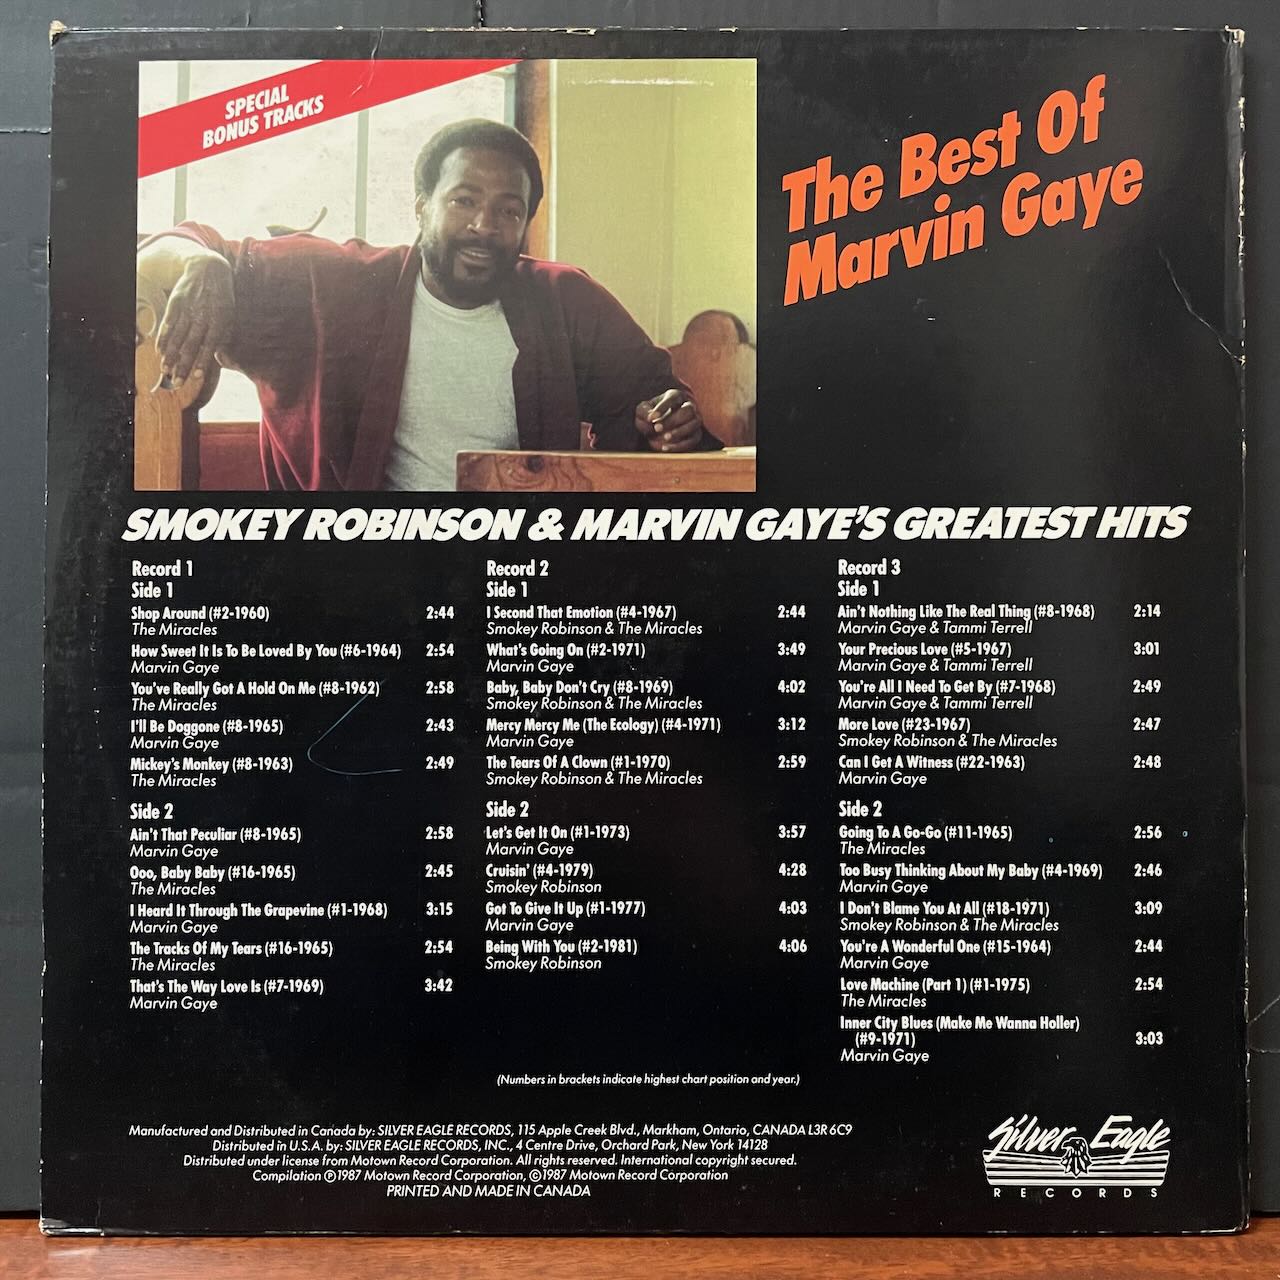 SPECIAL
BONUS TRACKS
The Best Of
Marvin Gaye
SMOKEY ROBINSON & MARVIN GAYE'S GREATEST HITS
Record 1
Side 1
Shop Around (#2-1960) 2:44
The Miracles
How Sweet It Is To Be Loved By You (#6-1964) 2:54
Marvin Gaye
You've Really Got A Hold On Me (#8-1962) 2:58
The Miracles
I'll Be Doggone (#8-1965) 2:43
Marvin Gaye
Mickey's Monkey (#8-1963) 2:49
The Miracles
Side 2
Ain't That Peculiar (#8-1965) 2:58
Marvin Gaye
Ooo, Baby Baby (#16-1965) 2:45
The Miracles
I Heard It Through The Grapevine (#1-1968) 3:15
Marvin Gaye
The Tracks Of My Tears (#16-1965) 2:54
The Miracles
That's The Way Love Is (#7-1969) 3:42
Marvin Gaye
Record 2
Side 1
I Second That Emotion (#4-1967) 2:44
Smokey Robinson & The Miracles
What's Going On (#2-1971) 3:49
Marvin Gaye
Baby, Baby Don't Cry (#8-1969) 4:02
Smokey Robinson & The Miracles
Mercy Mercy Me (The Ecology) (#4-1971) 3:12
Marvin Gaye
The Tears Of A Clown (#1-1970) 2:59
Smokey Robinson & The Miracles
Side 2
Let's Get It On (#1-1973) 3:57
Marvin Gaye
Cruisin' (#4-1979) 4:28
Smokey Robinson
Got To Give It Up (#1-1977) 4:03
Marvin Gaye
Being With You (#2-1981) 4:06
Smokey Robinson
Record 3
Side 1
Ain't Nothing Like The Real Thing (#8-1968) 2:14
Marvin Gaye & Tammi Terrell
Your Precious Love (#5-1967) 3:01
Marvin Gaye & Tammi Terrell
You're All I Need To Get By (#7-1968) 2:49
Marvin Gaye & Tammi Terrell
More Love (#23-1967) 2:47
Smokey Robinson & The Miracles
Can I Get A Witness (#22-1963) 2:48
Marvin Gaye
Side 2
Going To A Go-Go (#11-1965) 2:56
The Miracles
Too Busy Thinking About My Baby (#4-1969) 2:46
Marvin Gaye
I Don't Blame You At All (#18-1971) 3:09
Smokey Robinson & The Miracles
You're A Wonderful One (#15-1964) 2:44
Marvin Gaye
Love Machine (Part 1) (#1-1975) 2:54
The Miracles
Inner City Blues (Make Me Wanna Holler)
(#9-1971) 3:03
Marvin Gaye
(Numbers in brackets indicate highest chart position and year.)
Manufactured and Distributed in Canada by: SILVER EAGLE RECORDS, 115 Apple Creek Blvd., Markham, Ontario, CANADA L3R 6C9
Distributed in U.S.A. by: SILVER EAGLE RECORDS, INC., 4 Centre Drive, Orchard Park, New York 14128
Distributed under license from Motown Record Corporation. All rights reserved. International copyright secured.
Compilation ℗1987 Motown Record Corporation, ©1987 Motown Record Corporation
PRINTED AND MADE IN CANADA
Silver Eagle
RECORDS